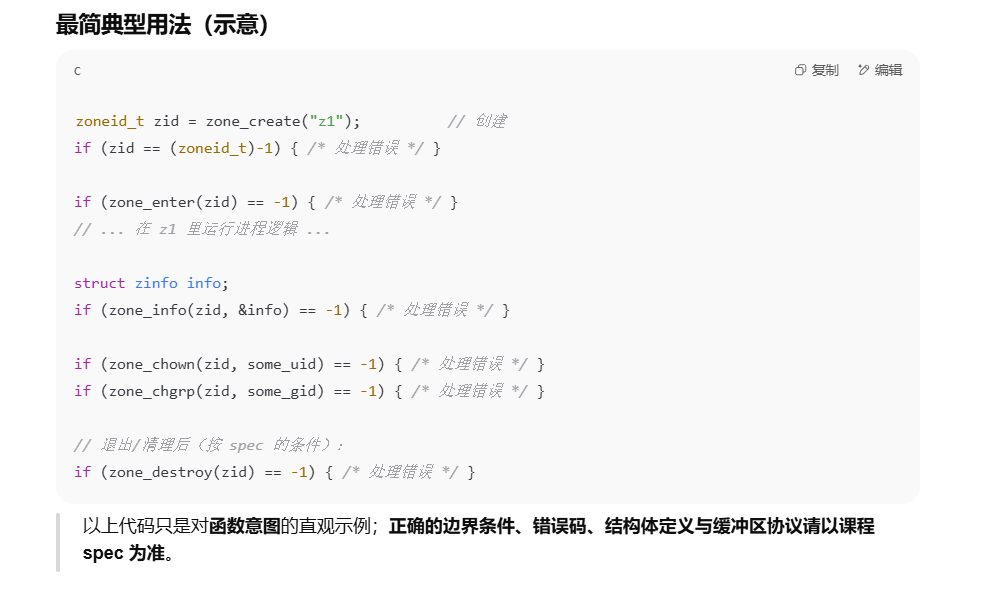 最简典型用法（示意）
c
复制
编辑
zoneid_t zid = zone_create("z1");          // 创建
if (zid == (zoneid_t)-1) { /* 处理错误 */ }
if (zone_enter(zid) == -1) { /* 处理错误 */ }
// ... 在 z1 里运行进程逻辑 ...
struct zinfo info;
if (zone_info(zid, &info) == -1) { /* 处理错误 */ }
if (zone_chown(zid, some_uid) == -1) { /* 处理错误 */ }
if (zone_chgrp(zid, some_gid) == -1) { /* 处理错误 */ }
// 退出/清理后（按 spec 的条件）：
if (zone_destroy(zid) == -1) { /* 处理错误 */ }
以上代码只是对函数意图的直观示例；正确的边界条件、错误码、结构体定义与缓冲区协议请以课程
spec 为准。